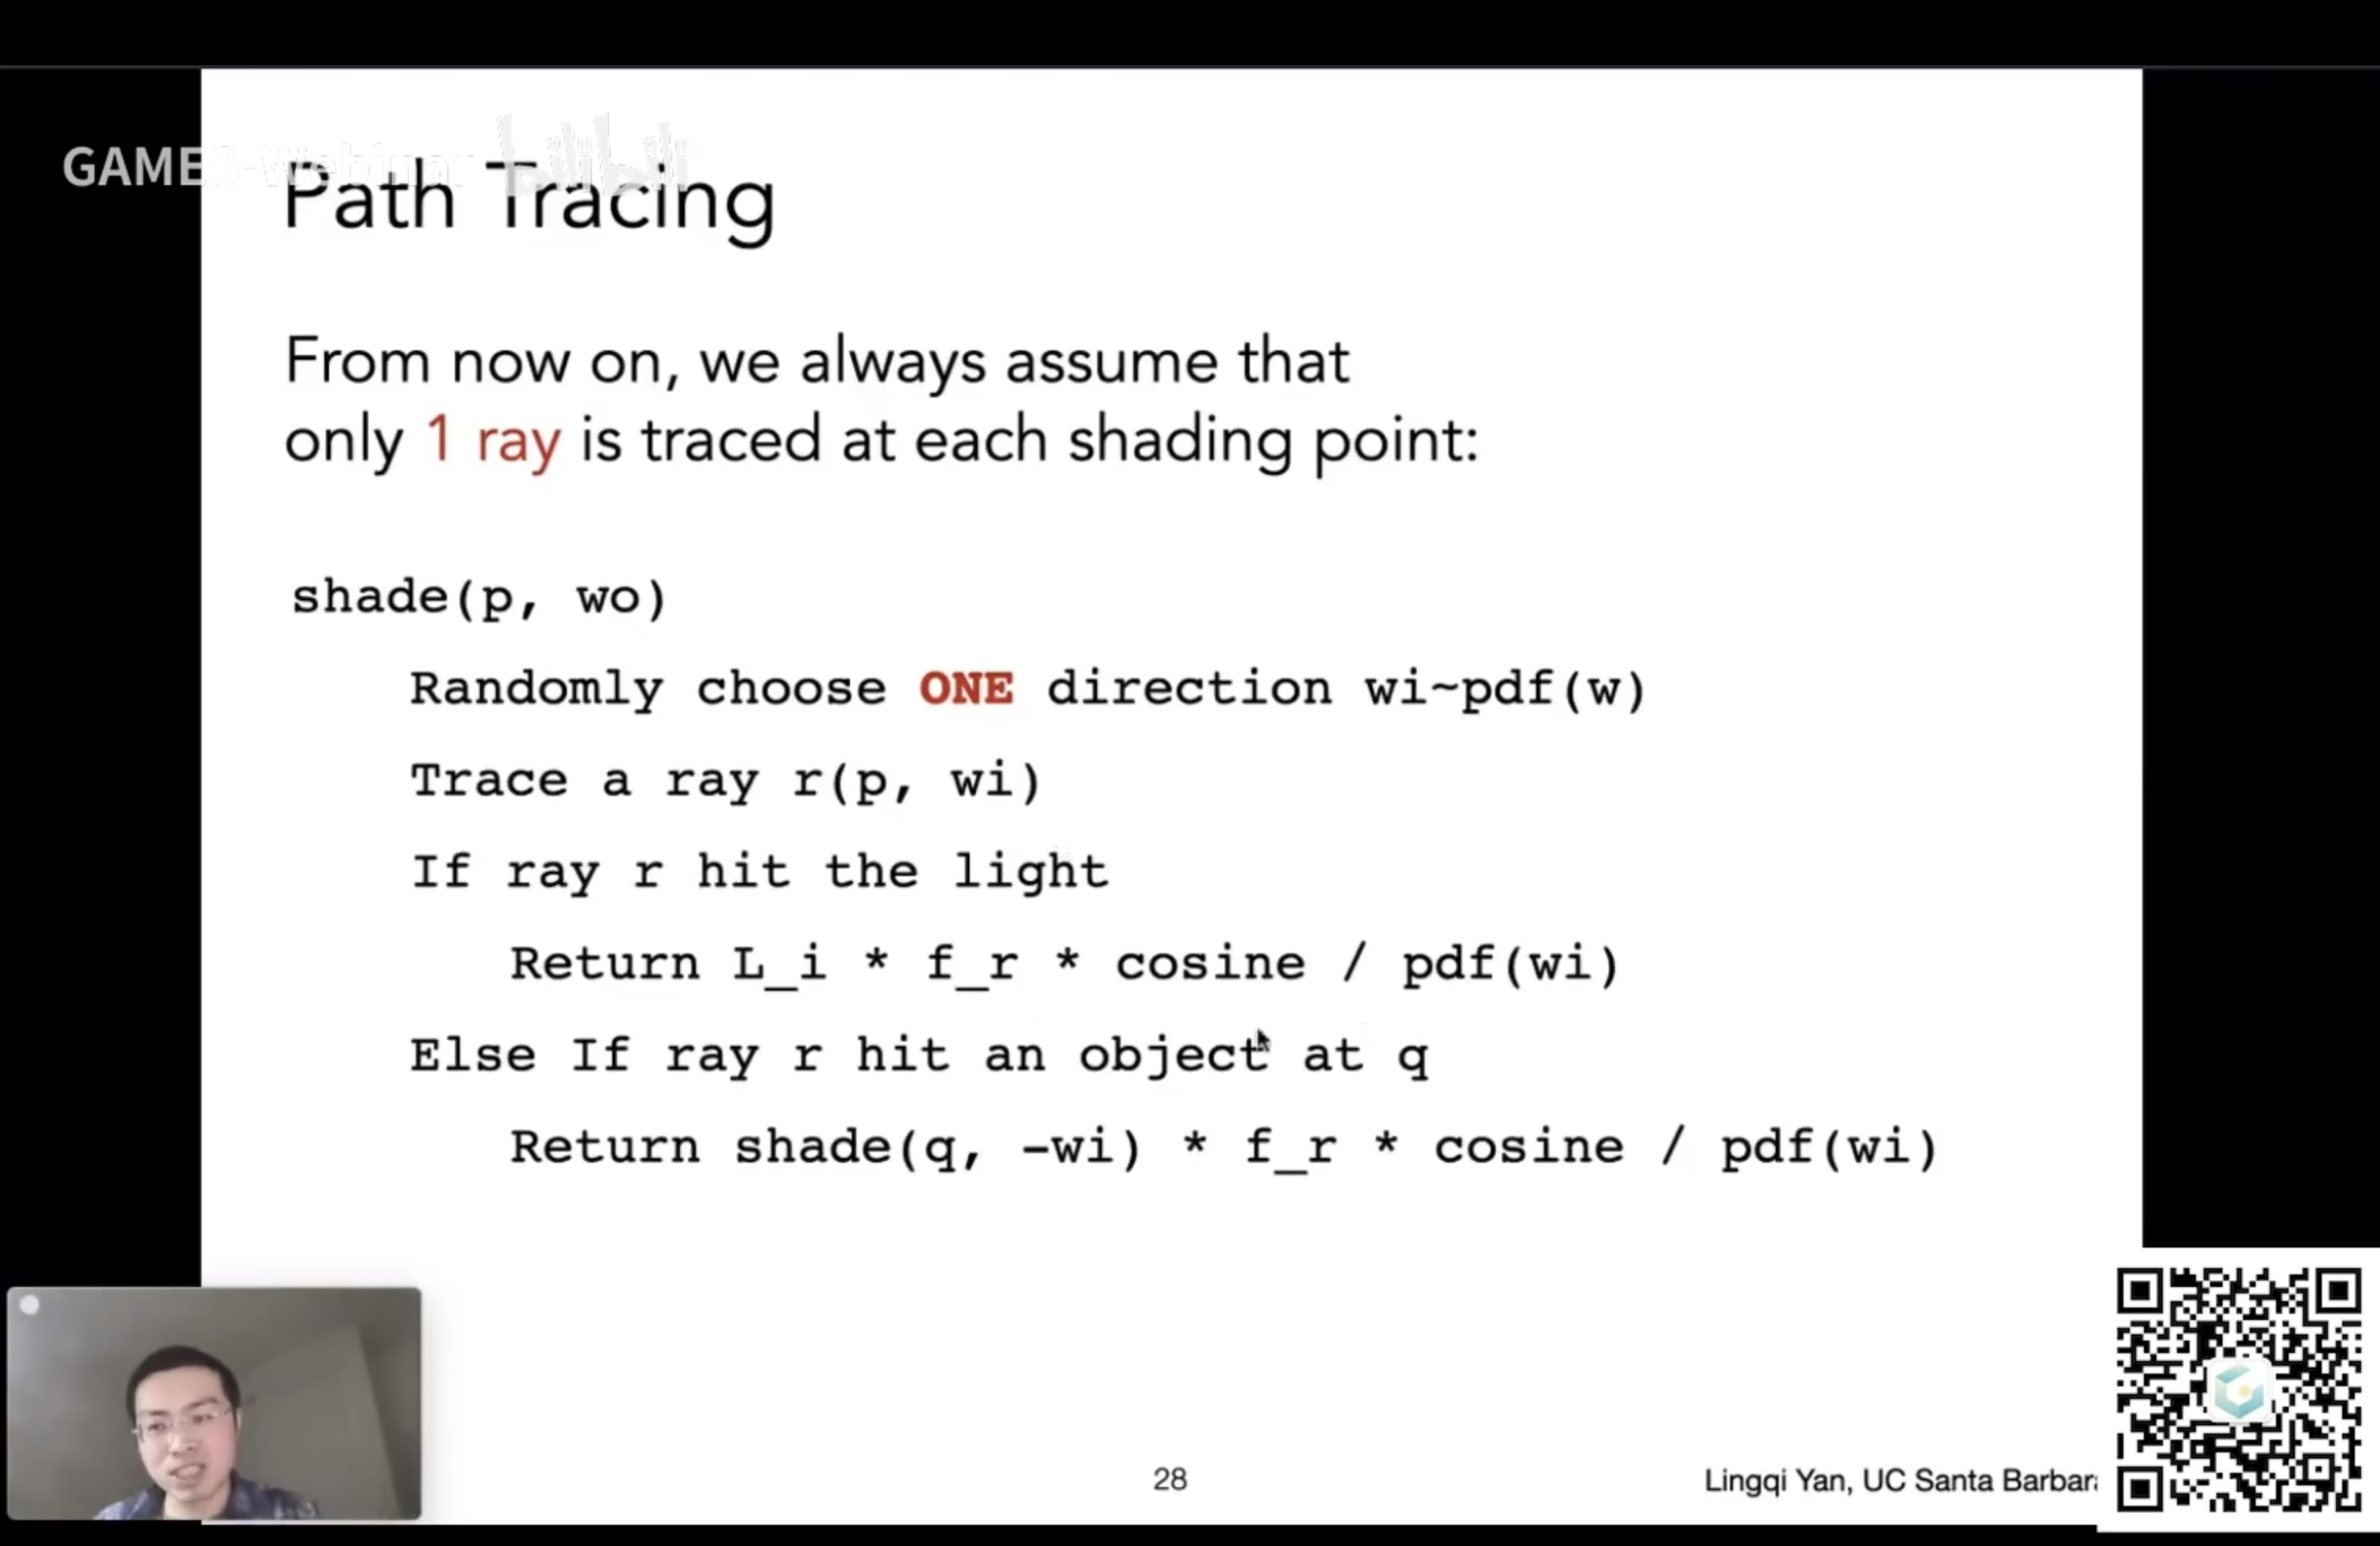 GAMES-Webinar bilibili
Path Tracing
From now on, we always assume that
only 1 ray is traced at each shading point:
shade(p, wo)
Randomly choose ONE direction wi~pdf(w)
Trace a ray r(p, wi)
If ray r hit the light
Return L_i * f_r * cosine / pdf(wi)
Else If ray r hit an object at q
Return shade(q, -wi) * f_r * cosine / pdf(wi)
28
Lingqi Yan, UC Santa Barbara